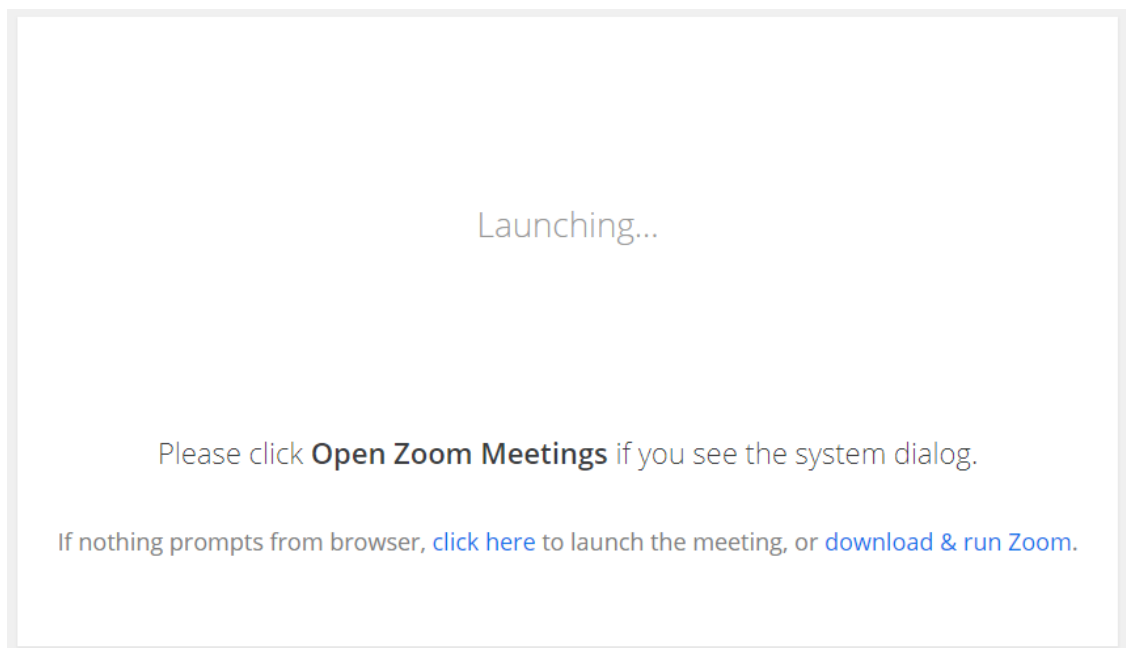 Launching...
Please click Open Zoom Meetings if you see the system dialog.
If nothing prompts from browser, click here to launch the meeting, or download & run Zoom.